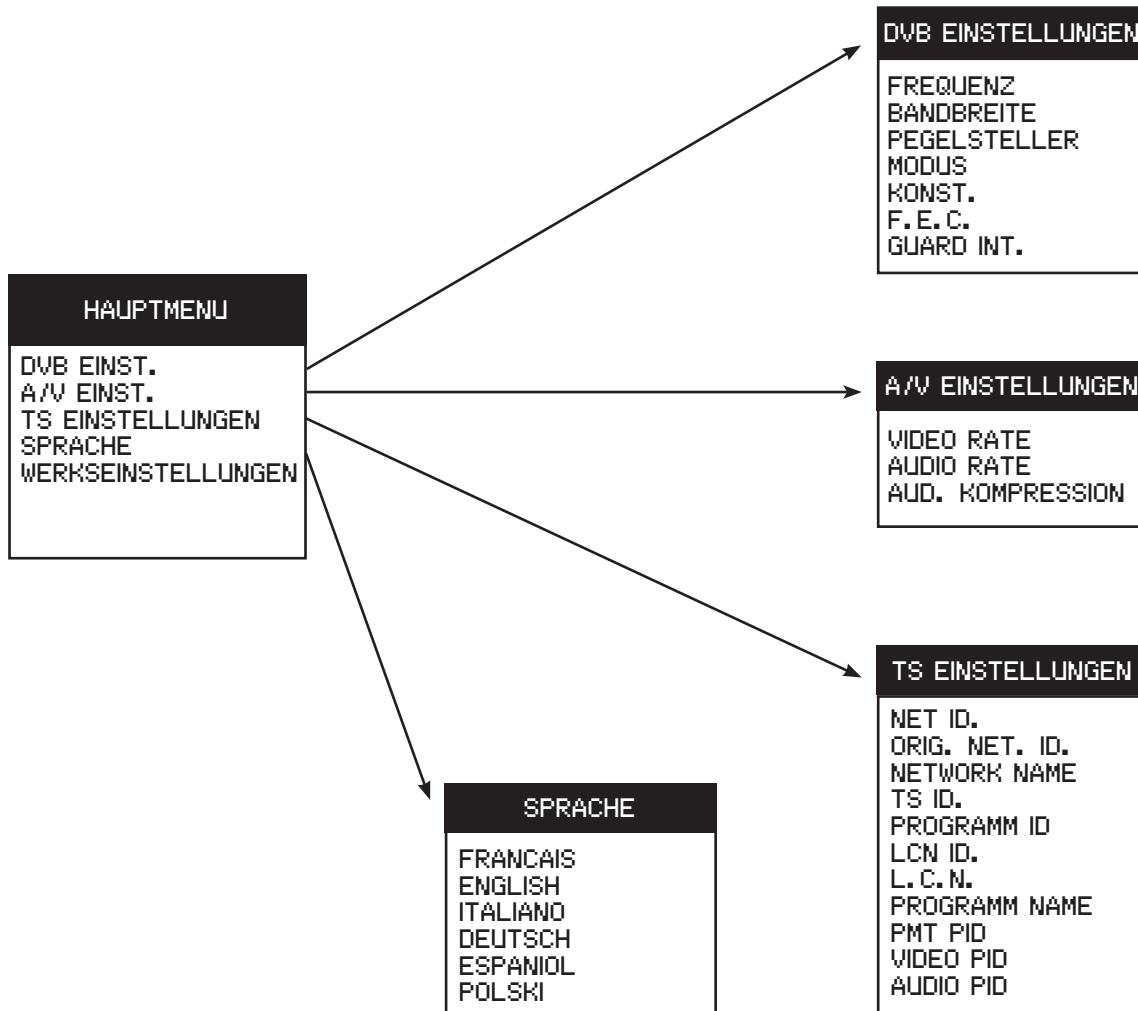 HAUPTMENU
DVB EINST.
A/V EINST.
TS EINSTELLUNGEN
SPRACHE
WERKSEINSTELLUNGEN
DVB EINSTELLUNGEN
FREQUENZ
BANDBREITE
PEGELSTELLER
MODUS
KONST.
F.E.C.
GUARD INT.
A/V EINSTELLUNGEN
VIDEO RATE
AUDIO RATE
AUD. KOMPRESSION
TS EINSTELLUNGEN
NET ID.
ORIG. NET. ID.
NETWORK NAME
TS ID.
PROGRAMM ID
LCN ID.
L.C.N.
PROGRAMM NAME
PMT PID
VIDEO PID
AUDIO PID
SPRACHE
FRANCAIS
ENGLISH
ITALIANO
DEUTSCH
ESPANIOL
POLSKI